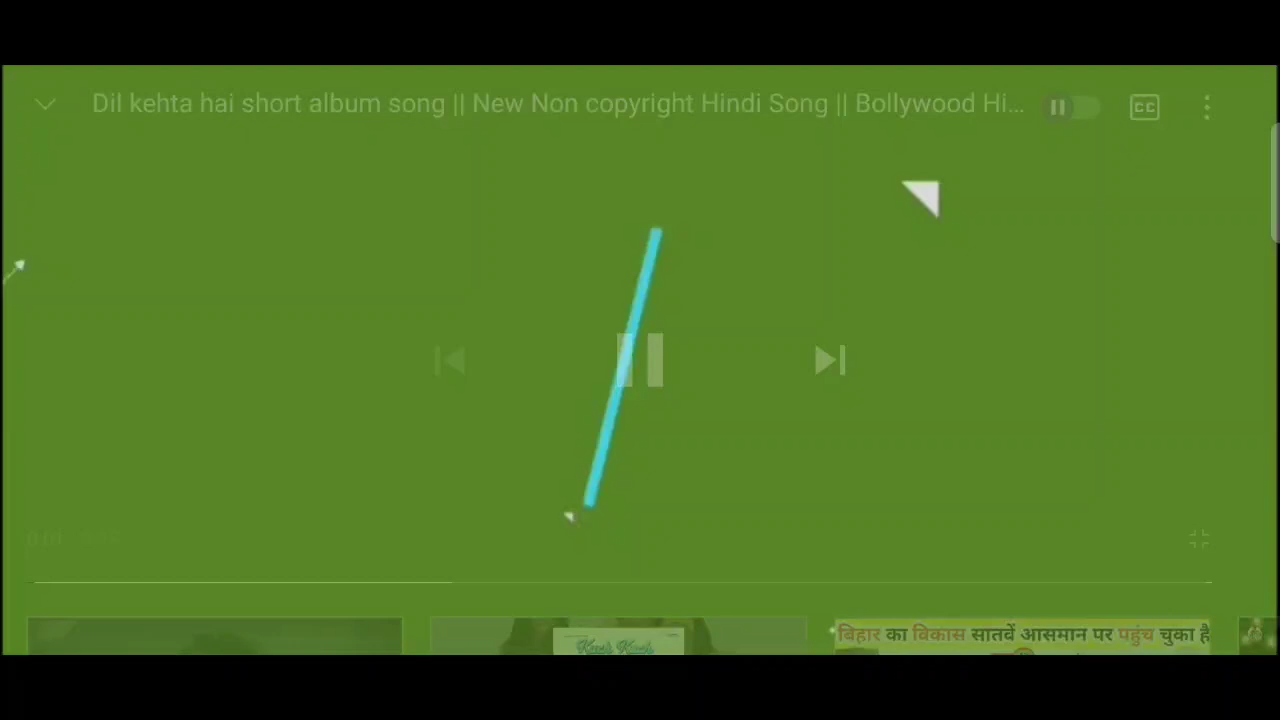 Dil kehta hai short album song || New Non copyright Hindi Song || Bollywood Hi...
CC
बिहार का विकास सातवें आसमान पर पहुंच चुका है